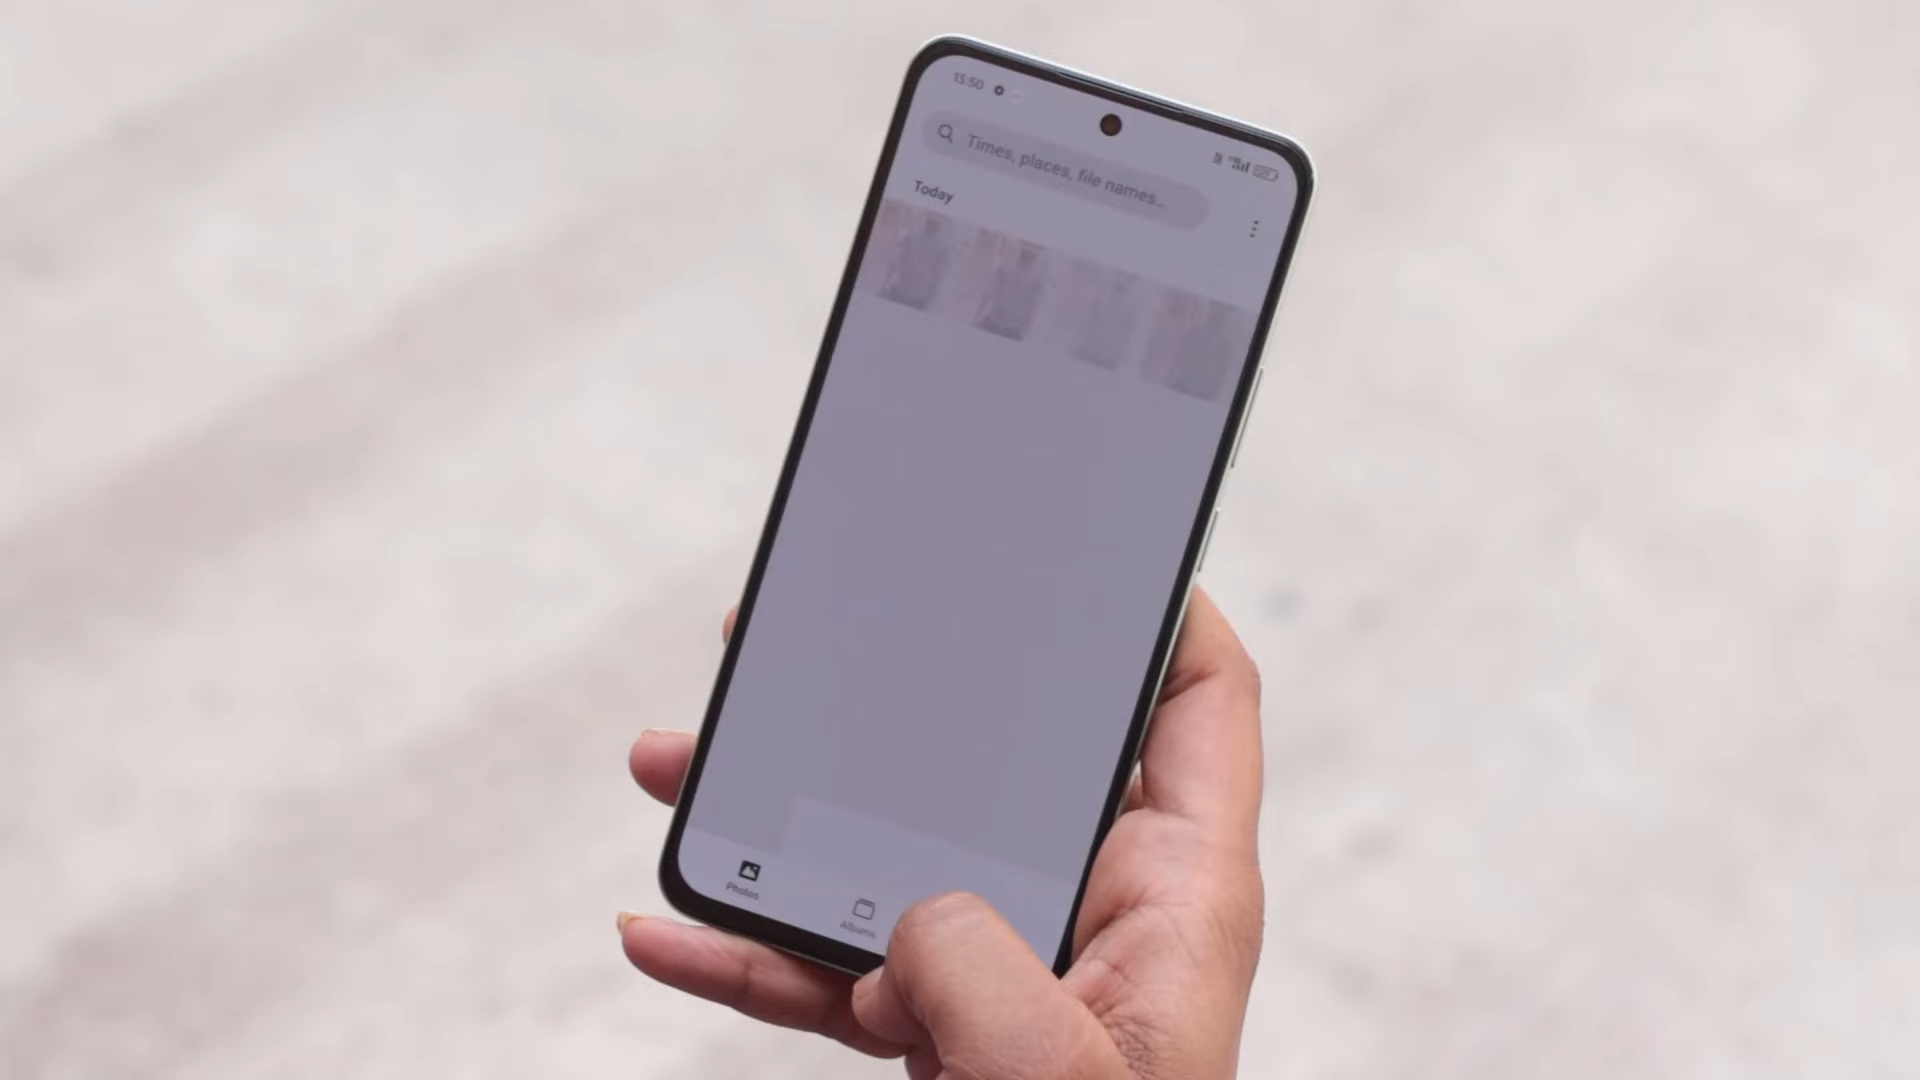 13:50
Times, places, file names...
Today
Photos
Albums